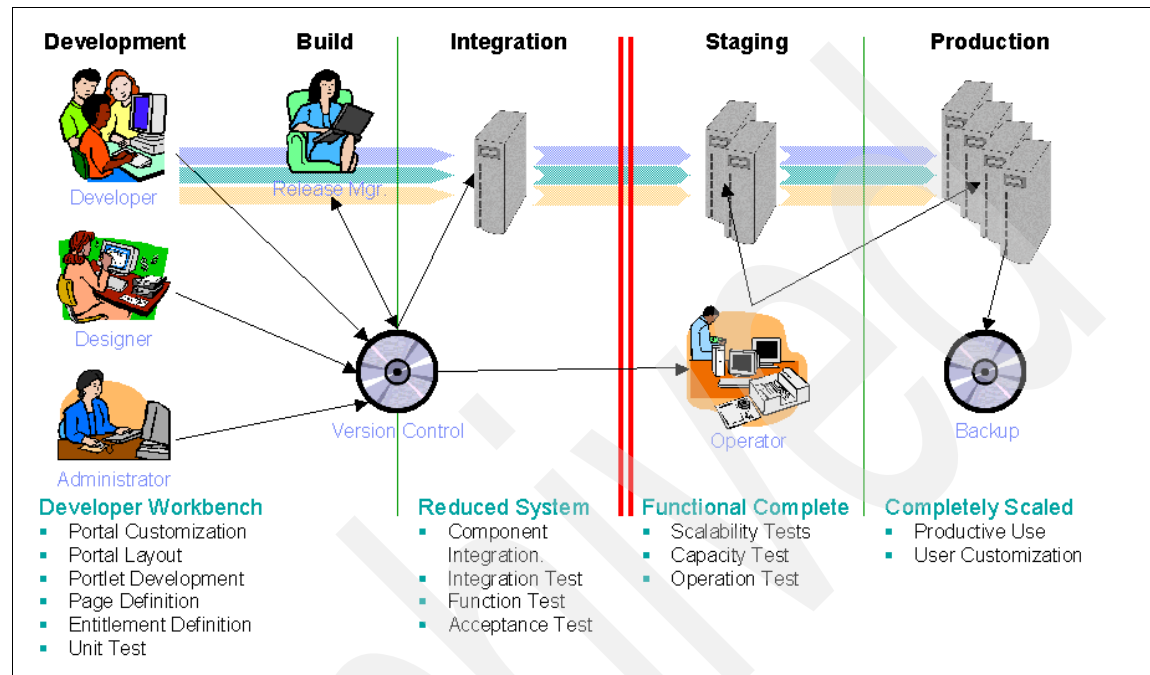 Development
Build
Integration
Staging
Production
Developer
Release Mgr.
Designer
Administrator
Version Control
Operator
Backup
Developer Workbench
Portal Customization
Portal Layout
Portlet Development
Page Definition
Entitlement Definition
Unit Test
Reduced System
Component
Integration.
Integration Test
Function Test
Acceptance Test
Functional Complete
Scalability Tests
Capacity Test
Operation Test
Completely Scaled
Productive Use
User Customization